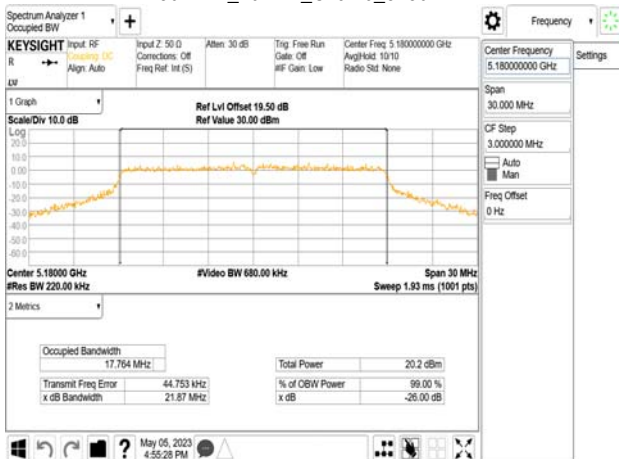 Spectrum Analyzer 1
Occupied BW
+
Frequency
KEYSIGHT
R
Input: RF
Coupling: DC
Align: Auto
Input Z: 50 Ω
Corrections: Off
Freq Ref: Int (S)
Atten: 30 dB
Trig: Free Run
Gate: Off
#IF Gain: Low
Center Freq: 5.180000000 GHz
Avg|Hold: 10/10
Radio Std: None
Center Frequency
5.180000000 GHz
Settings
Span
30.000 MHz
CF Step
3.000000 MHz
Auto
Man
Freq Offset
0 Hz
1 Graph
Scale/Div 10.0 dB
Ref Lvl Offset 19.50 dB
Ref Value 30.00 dBm
Log
20.0
10.0
0.00
-10.0
-20.0
-30.0
-40.0
-50.0
-60.0
Center 5.18000 GHz
#Res BW 220.00 kHz
#Video BW 680.00 kHz
Span 30 MHz
Sweep 1.93 ms (1001 pts)
2 Metrics
Occupied Bandwidth
17.764 MHz
Total Power 20.2 dBm
Transmit Freq Error 44.753 kHz
% of OBW Power 99.00 %
x dB Bandwidth 21.87 MHz
x dB -26.00 dB
?
May 05, 2023
4:55:28 PM